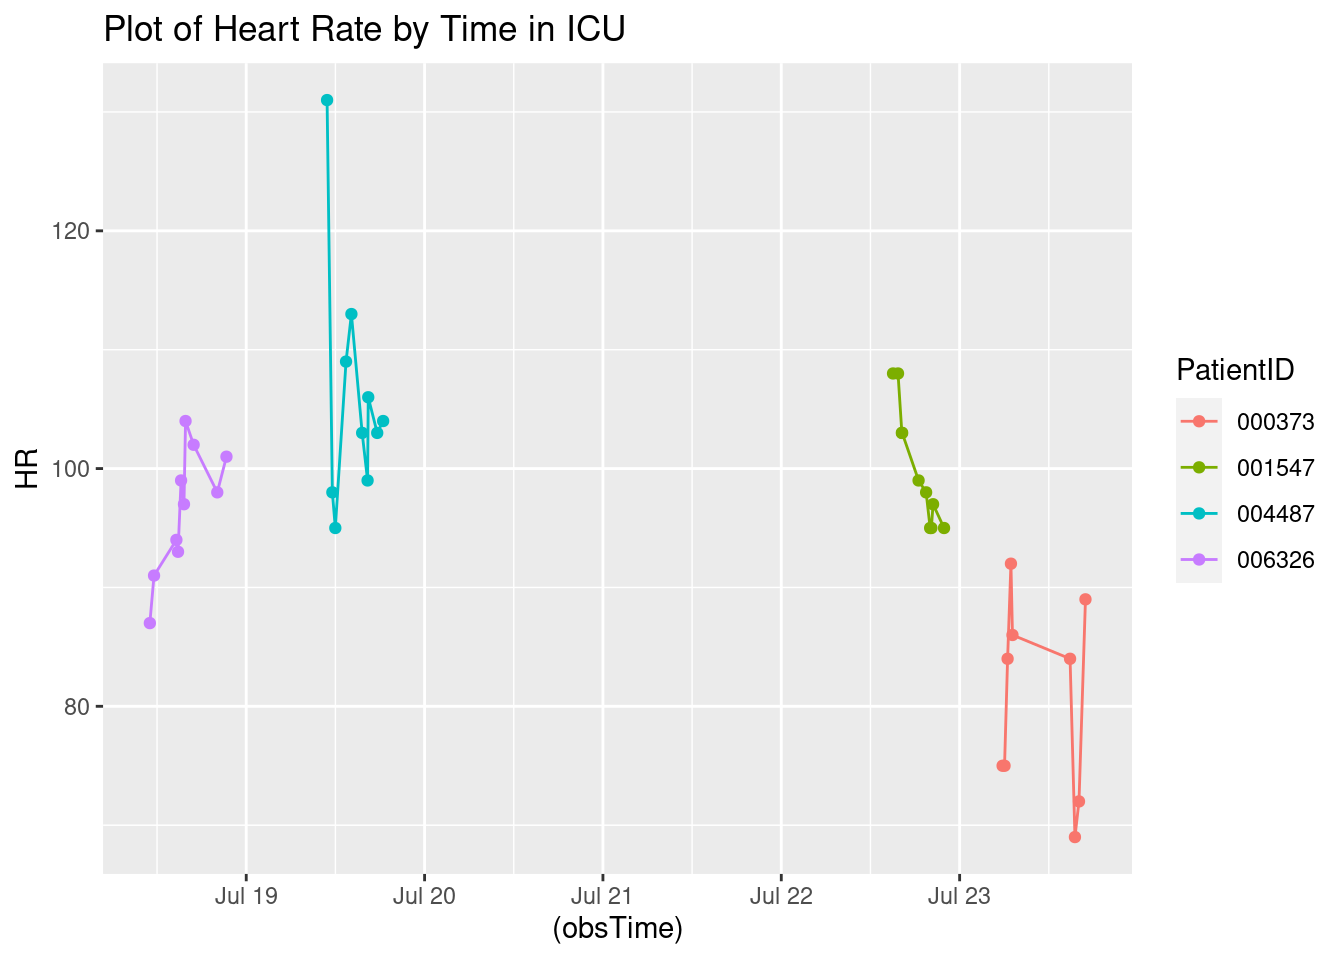 Plot of Heart Rate by Time in ICU
HR
120
100
80
Jul 19
Jul 20
Jul 21
Jul 22
Jul 23
(obsTime)
PatientID
000373
001547
004487
006326